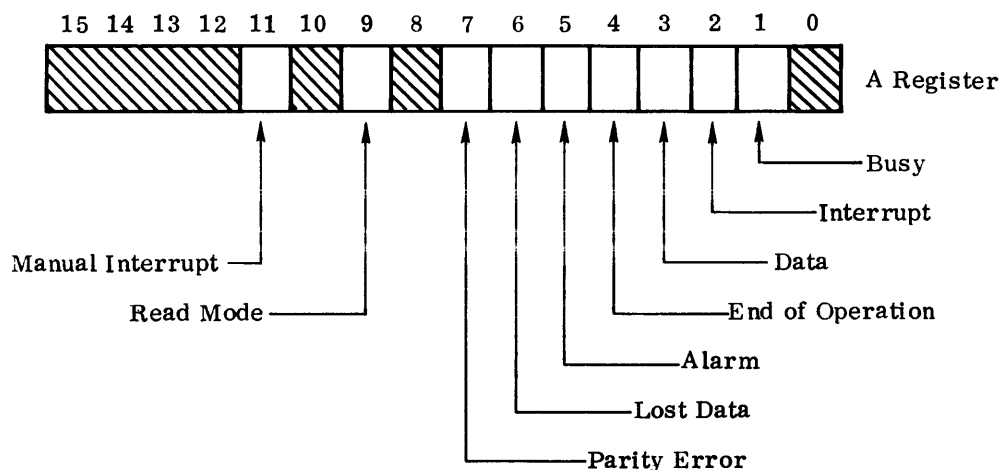 15 14 13 12 11 10 9 8 7 6 5 4 3 2 1 0
A Register
Busy
Interrupt
Manual Interrupt
Data
Read Mode
End of Operation
Alarm
Lost Data
Parity Error